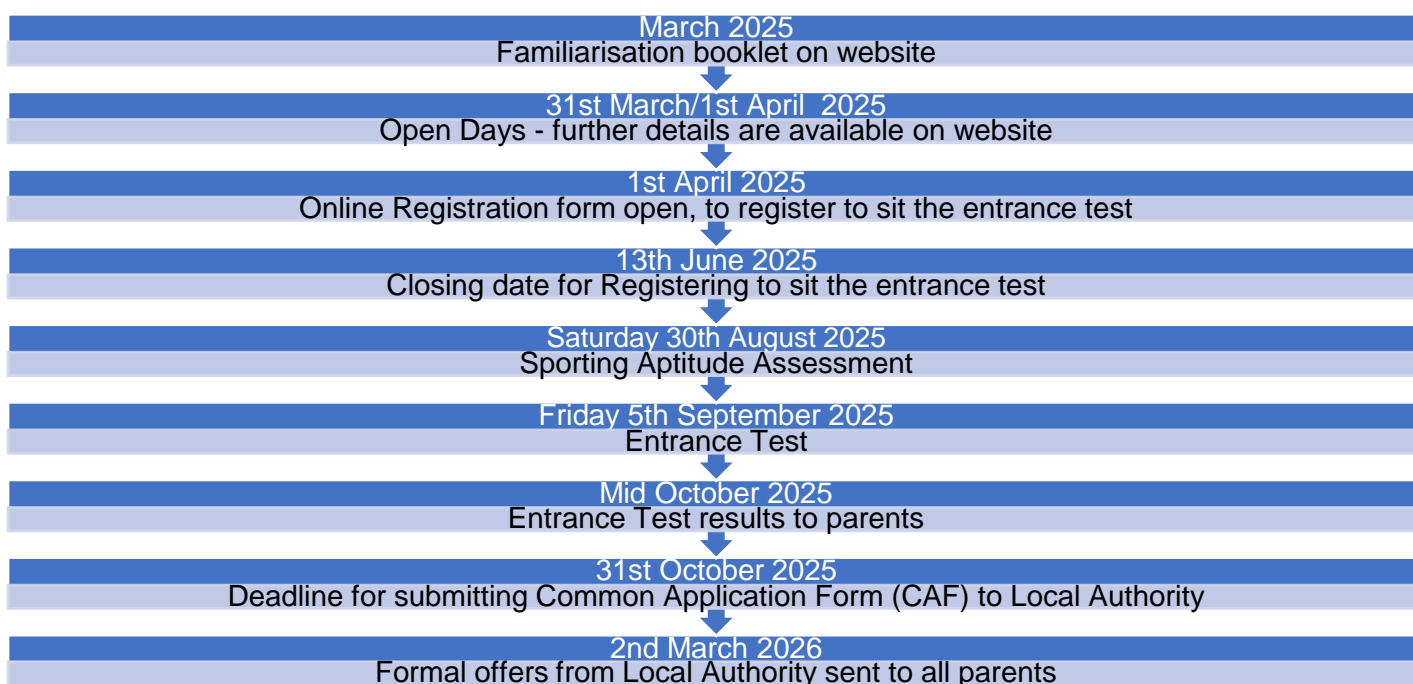 March 2025
Familiarisation booklet on website
31st March/1st April  2025
Open Days - further details are available on website
1st April 2025
Online Registration form open, to register to sit the entrance test
13th June 2025
Closing date for Registering to sit the entrance test
Saturday 30th August 2025
Sporting Aptitude Assessment
Friday 5th September 2025
Entrance Test
Mid October 2025
Entrance Test results to parents
31st October 2025
Deadline for submitting Common Application Form (CAF) to Local Authority
2nd March 2026
Formal offers from Local Authority sent to all parents